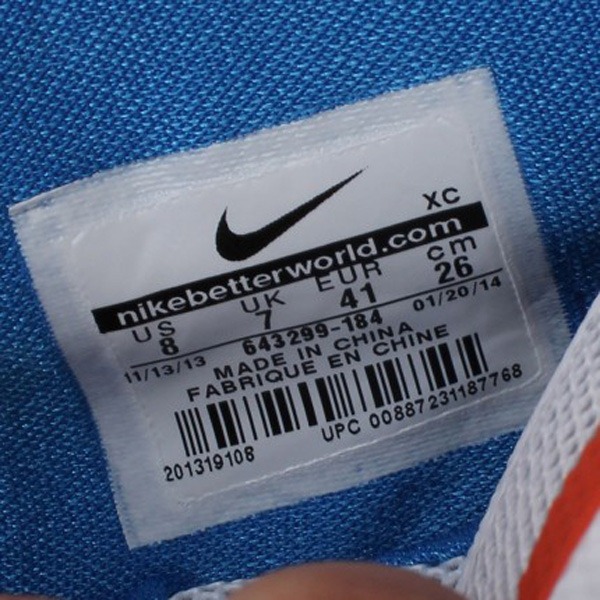 XC
nikebetterworld.com
US UK EUR cm
8 7 41 26
11/13/13 643299-184 01/20/14
MADE IN CHINA
FABRIQUE EN CHINE
201319108 UPC 00887231187768